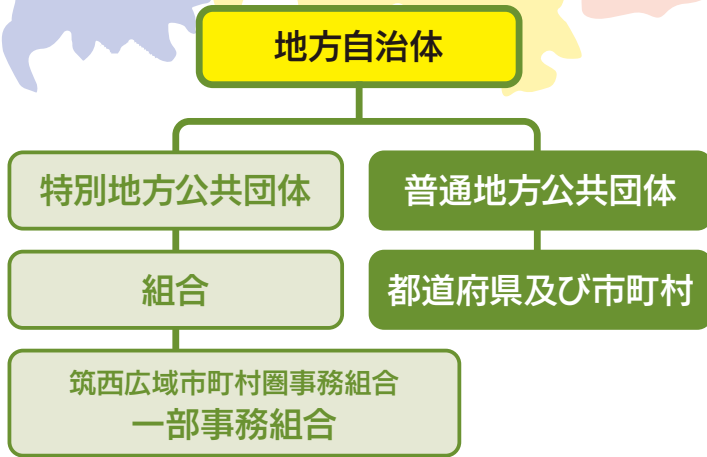 地方自治体
特別地方公共団体
普通地方公共団体
組合
都道府県及び市町村
筑西広域市町村圏事務組合
一部事務組合